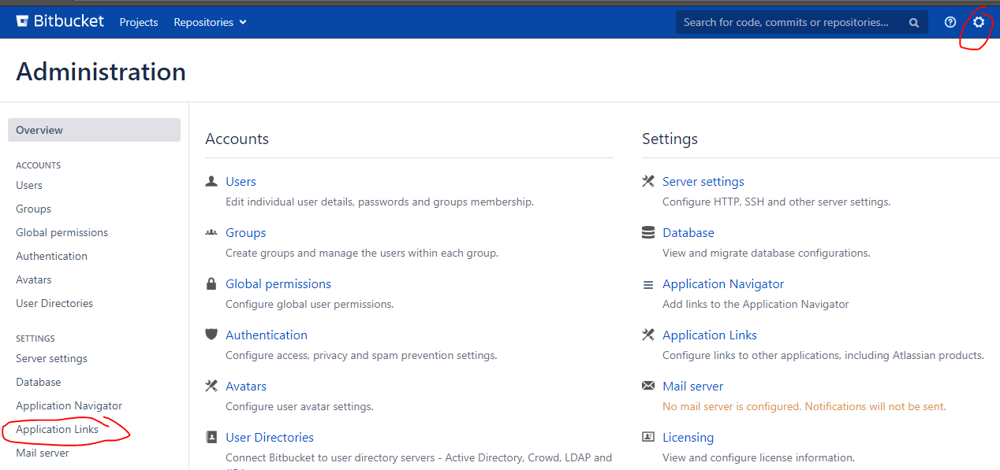 Bitbucket Projects Repositories Search for code, commits or repositories...
Administration
Overview
ACCOUNTS
Users
Groups
Global permissions
Authentication
Avatars
User Directories
SETTINGS
Server settings
Database
Application Navigator
Application Links
Mail server
Accounts
Users
Edit individual user details, passwords and groups membership.
Groups
Create groups and manage the users within each group.
Global permissions
Configure global user permissions.
Authentication
Configure access, privacy and spam prevention settings.
Avatars
Configure user avatar settings.
User Directories
Connect Bitbucket to user directory servers - Active Directory, Crowd, LDAP and
Settings
Server settings
Configure HTTP, SSH and other server settings.
Database
View and migrate database configurations.
Application Navigator
Add links to the Application Navigator
Application Links
Configure links to other applications, including Atlassian products.
Mail server
No mail server is configured. Notifications will not be sent.
Licensing
View and configure license information.